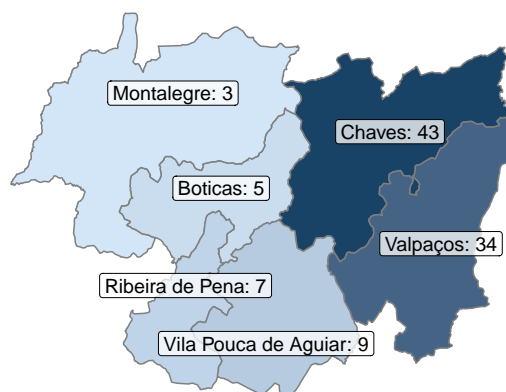 Montalegre: 3
Chaves: 43
Boticas: 5
Valpaços: 34
Ribeira de Pena: 7
Vila Pouca de Aguiar: 9